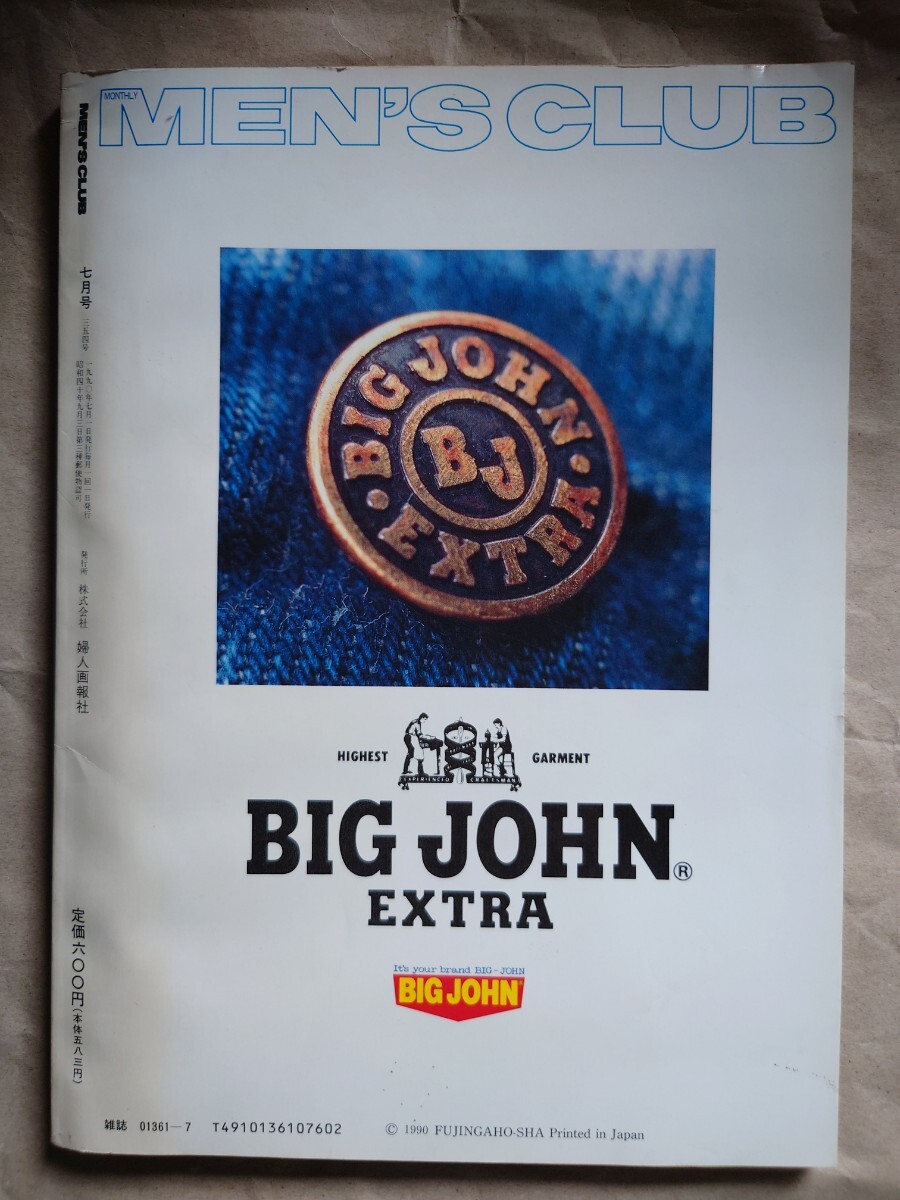 MONTHLY
MEN'S CLUB
MEN'S CLUB
七月号
三五四号
一九九〇年七月一日発行毎月一回一日発行
昭和四十年九月三日第三種郵便物認可
発行所 株式会社 婦人画報社
定価六〇〇円(本体五八三円)
BIG JOHN
BJ
EXTRA
HIGHEST
GARMENT
EXPERIENCED CRAFTSMAN
BIG JOHN®
EXTRA
It's your brand BIG-JOHN
BIG JOHN®
雑誌 01361-7 T4910136107602
© 1990 FUJINGAHO-SHA Printed in Japan